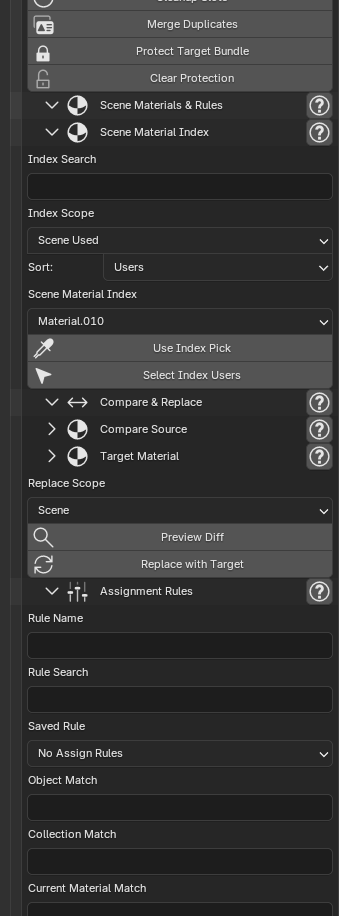 Merge Duplicates
Protect Target Bundle
Clear Protection
Scene Materials & Rules
Scene Material Index
Index Search
Index Scope
Scene Used
Sort: Users
Scene Material Index
Material.010
Use Index Pick
Select Index Users
Compare & Replace
Compare Source
Target Material
Replace Scope
Scene
Preview Diff
Replace with Target
Assignment Rules
Rule Name
Rule Search
Saved Rule
No Assign Rules
Object Match
Collection Match
Current Material Match